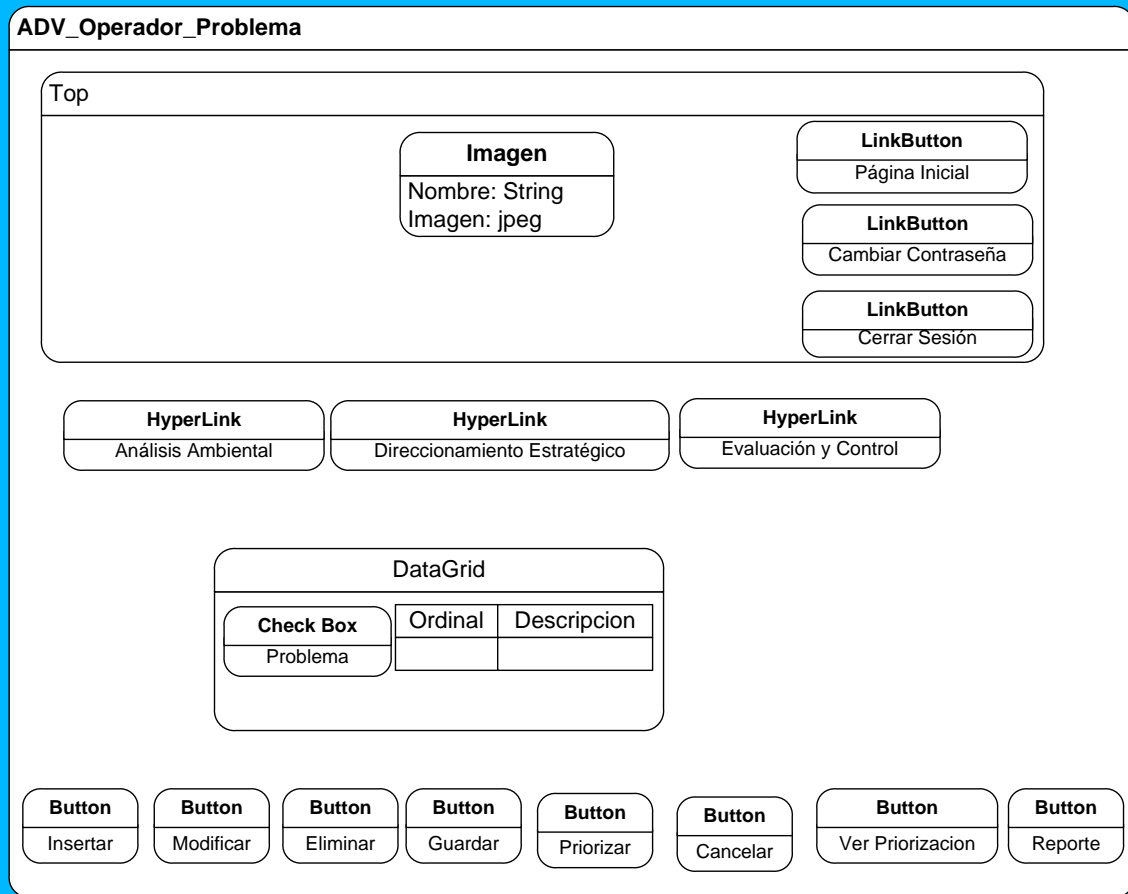 ADV_Operador_Problema
Top
Imagen
Nombre: String
Imagen: jpeg
LinkButton
Página Inicial
LinkButton
Cambiar Contraseña
LinkButton
Cerrar Sesión
HyperLink
Análisis Ambiental
HyperLink
Direccionamiento Estratégico
HyperLink
Evaluación y Control
DataGrid
Check Box
Problema
Ordinal Descripcion
Button
Insertar
Button
Modificar
Button
Eliminar
Button
Guardar
Button
Priorizar
Button
Cancelar
Button
Ver Priorizacion
Button
Reporte